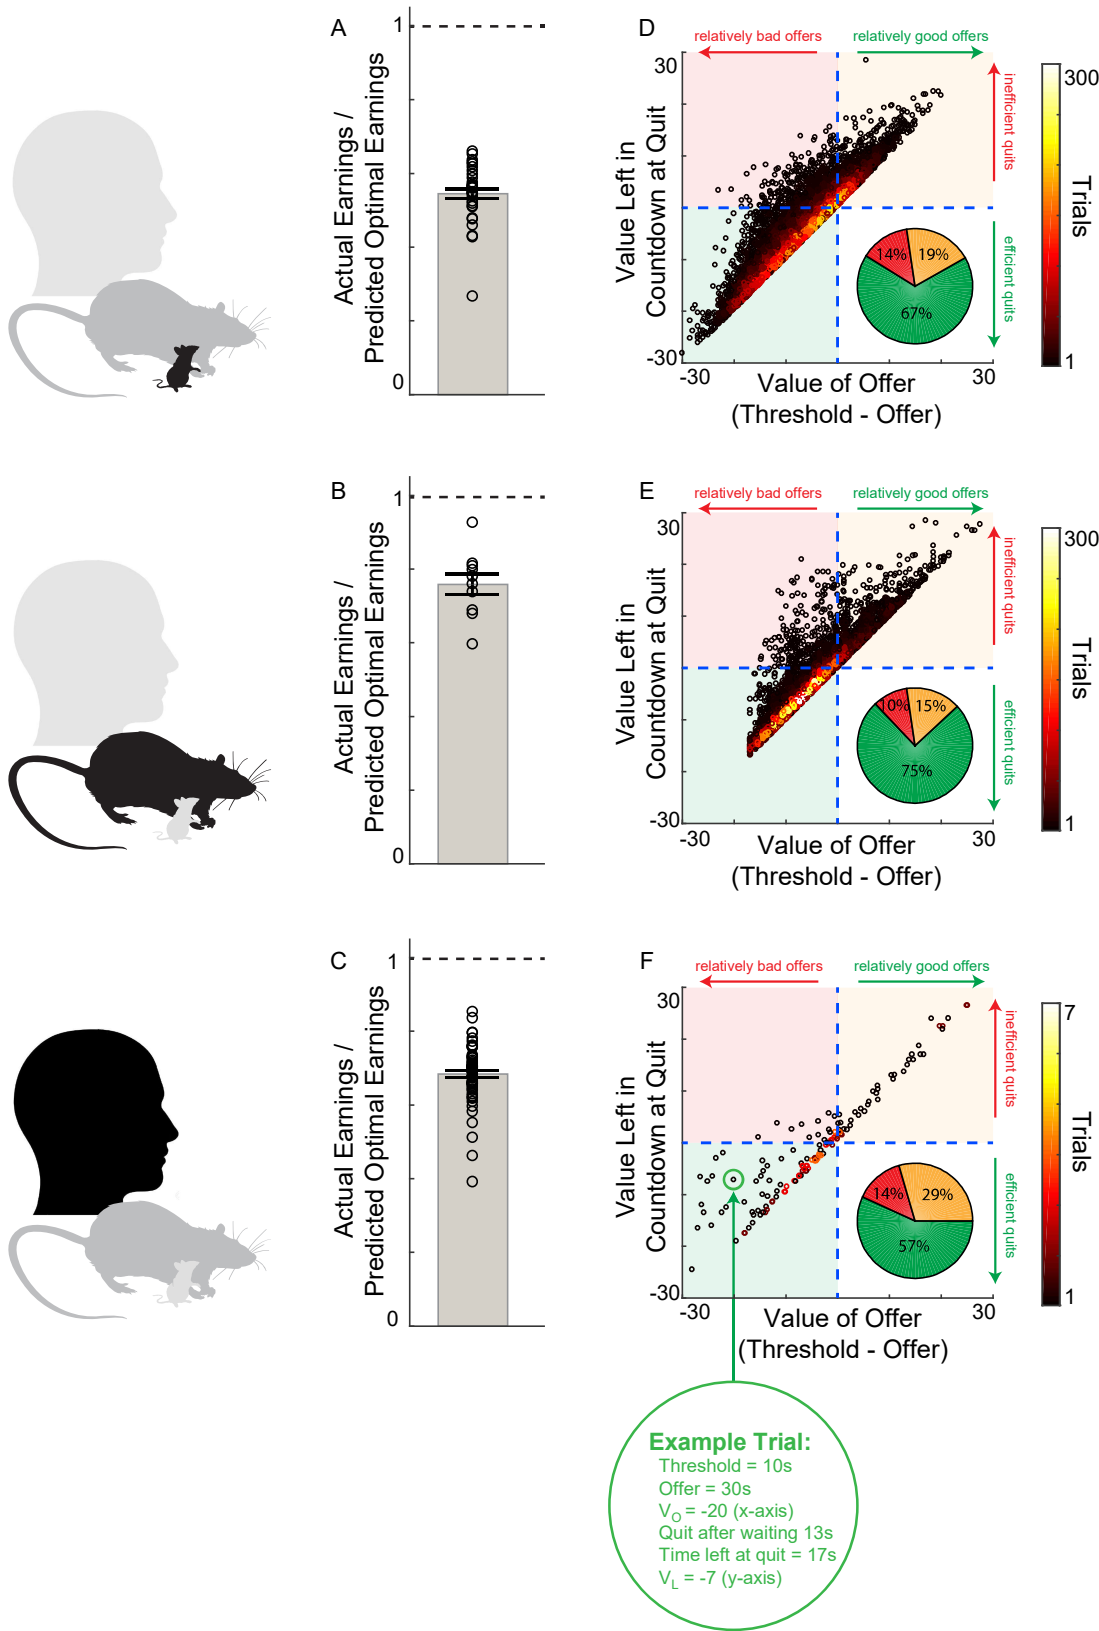 A
1
Actual Earnings /
Predicted Optimal Earnings
0
D
relatively bad offers
relatively good offers
30
Value Left in
Countdown at Quit
-30
-30
30
Value of Offer
(Threshold - Offer)
inefficient quits
efficient quits
14%
19%
67%
300
Trials
1
B
1
Actual Earnings /
Predicted Optimal Earnings
0
E
relatively bad offers
relatively good offers
30
Value Left in
Countdown at Quit
-30
-30
30
Value of Offer
(Threshold - Offer)
inefficient quits
efficient quits
10%
15%
75%
300
Trials
1
C
1
Actual Earnings /
Predicted Optimal Earnings
0
F
relatively bad offers
relatively good offers
30
Value Left in
Countdown at Quit
-30
-30
30
Value of Offer
(Threshold - Offer)
inefficient quits
efficient quits
14%
29%
57%
7
Trials
1
Example Trial:
Threshold = 10s
Offer = 30s
V_O = -20 (x-axis)
Quit after waiting 13s
Time left at quit = 17s
V_L = -7 (y-axis)